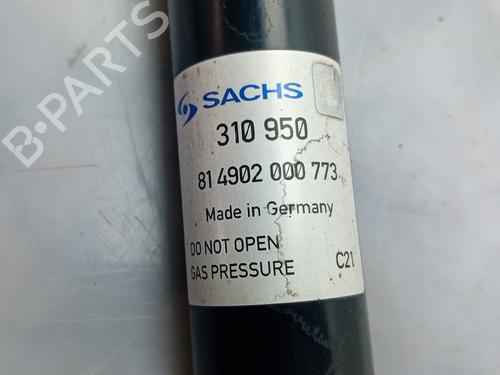 B-PARTS
SACHS
310 950
81 4902 000 773
Made in Germany
DO NOT OPEN
GAS PRESSURE
C21